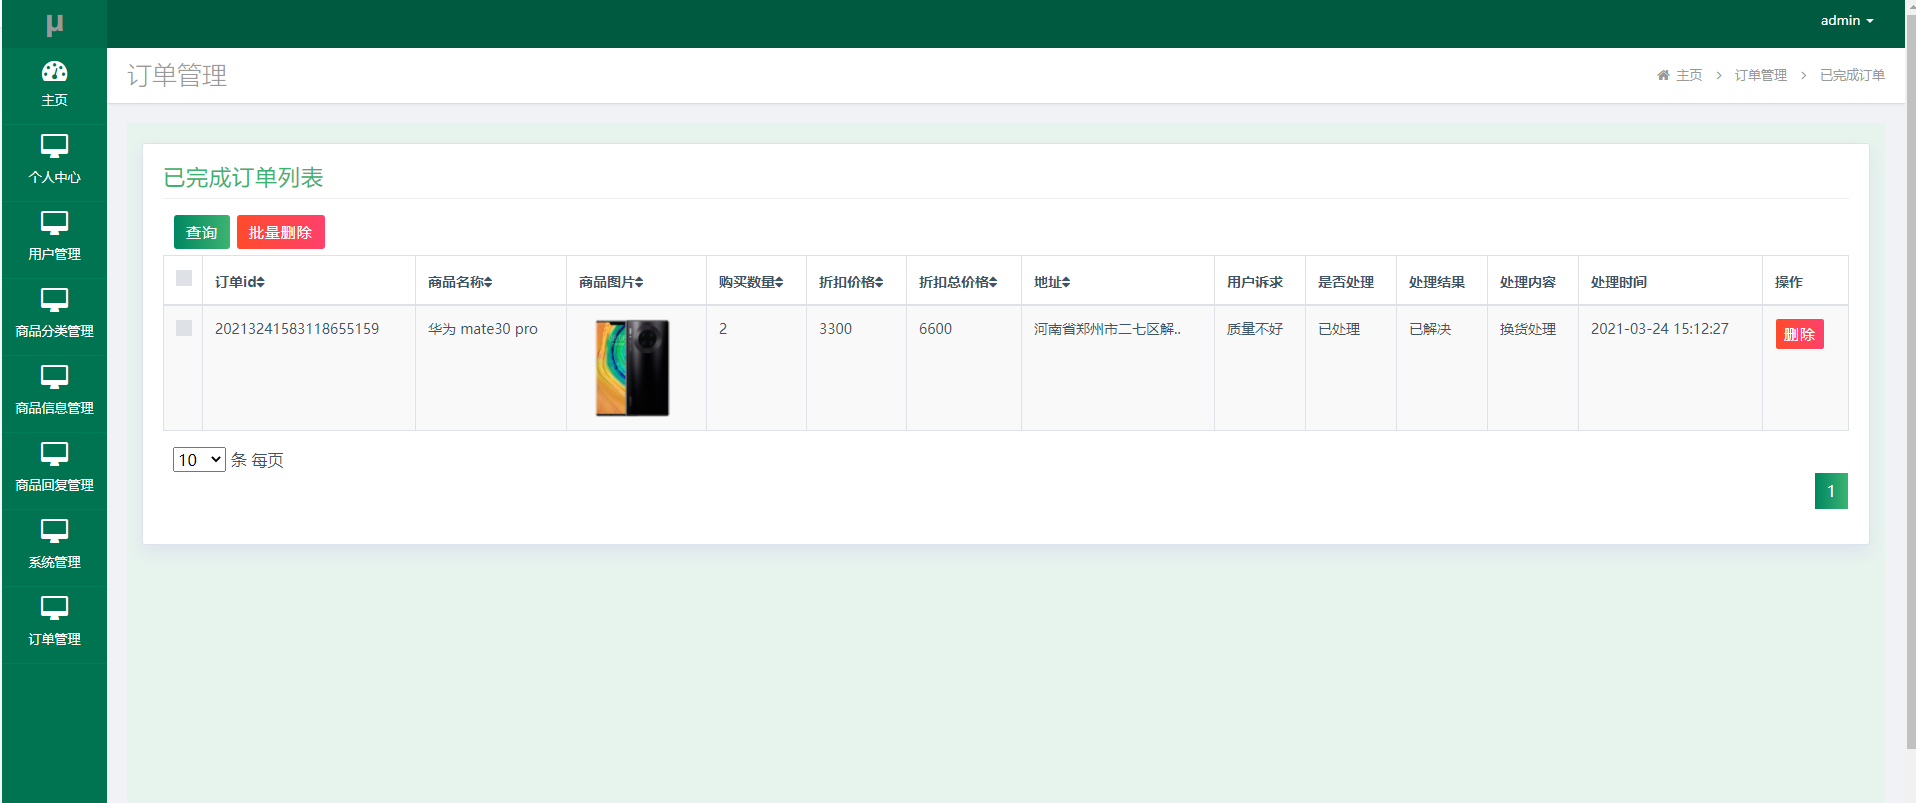 μ
admin
主页
个人中心
用户管理
商品分类管理
商品信息管理
商品回复管理
系统管理
订单管理
订单管理
主页 > 订单管理 > 已完成订单
已完成订单列表
查询 批量删除
订单id 商品名称 商品图片 购买数量 折扣价格 折扣总价格 地址 用户诉求 是否处理 处理结果 处理内容 处理时间 操作
20213241583118655159 华为 mate30 pro 2 3300 6600 河南省郑州市二七区解.. 质量不好 已处理 已解决 换货处理 2021-03-24 15:12:27 删除
10 条 每页
1